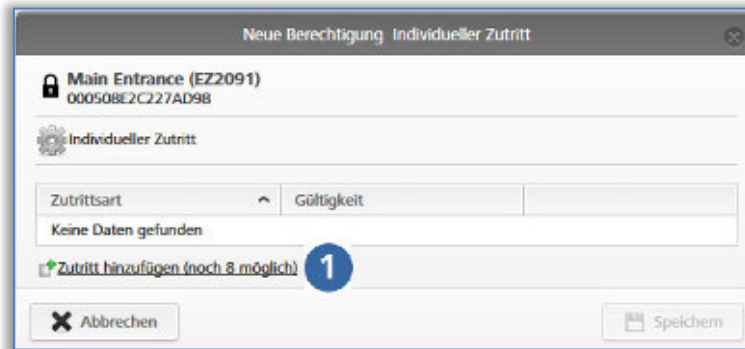 Neue Berechtigung Individueller Zutritt
Main Entrance (EZ2091)
000508E2C227AD98
Individueller Zutritt
Zutrittsart Gültigkeit
Keine Daten gefunden
Zutritt hinzufügen (noch 8 möglich) 1
Abbrechen Speichern